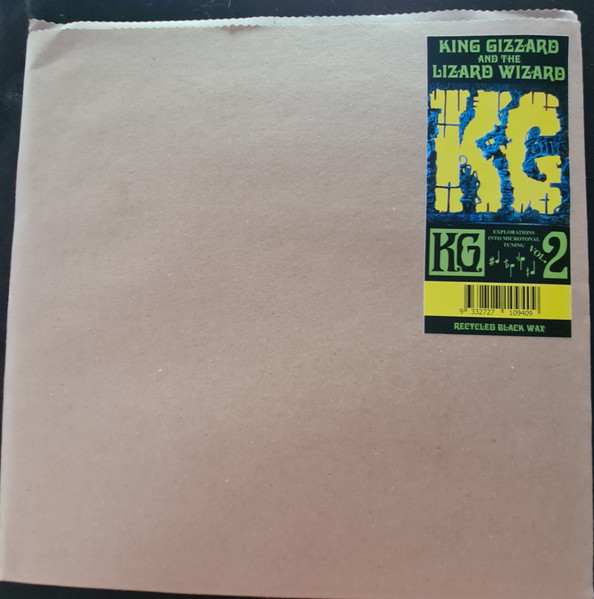 KING GIZZARD
AND THE
LIZARD WIZARD
KG
KG
EXPLORATIONS
INTO MICROTONAL
TUNING
VOL. 2
9 332727 109409
RECYCLED BLACK WAX